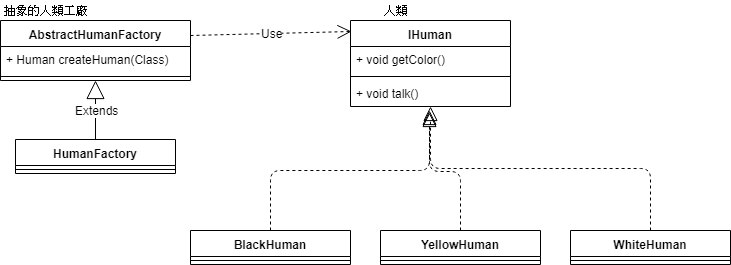 抽象的人類工廠
人類
AbstractHumanFactory
+ Human createHuman(Class)
Use
IHuman
+ void getColor()
+ void talk()
Extends
HumanFactory
BlackHuman
YellowHuman
WhiteHuman